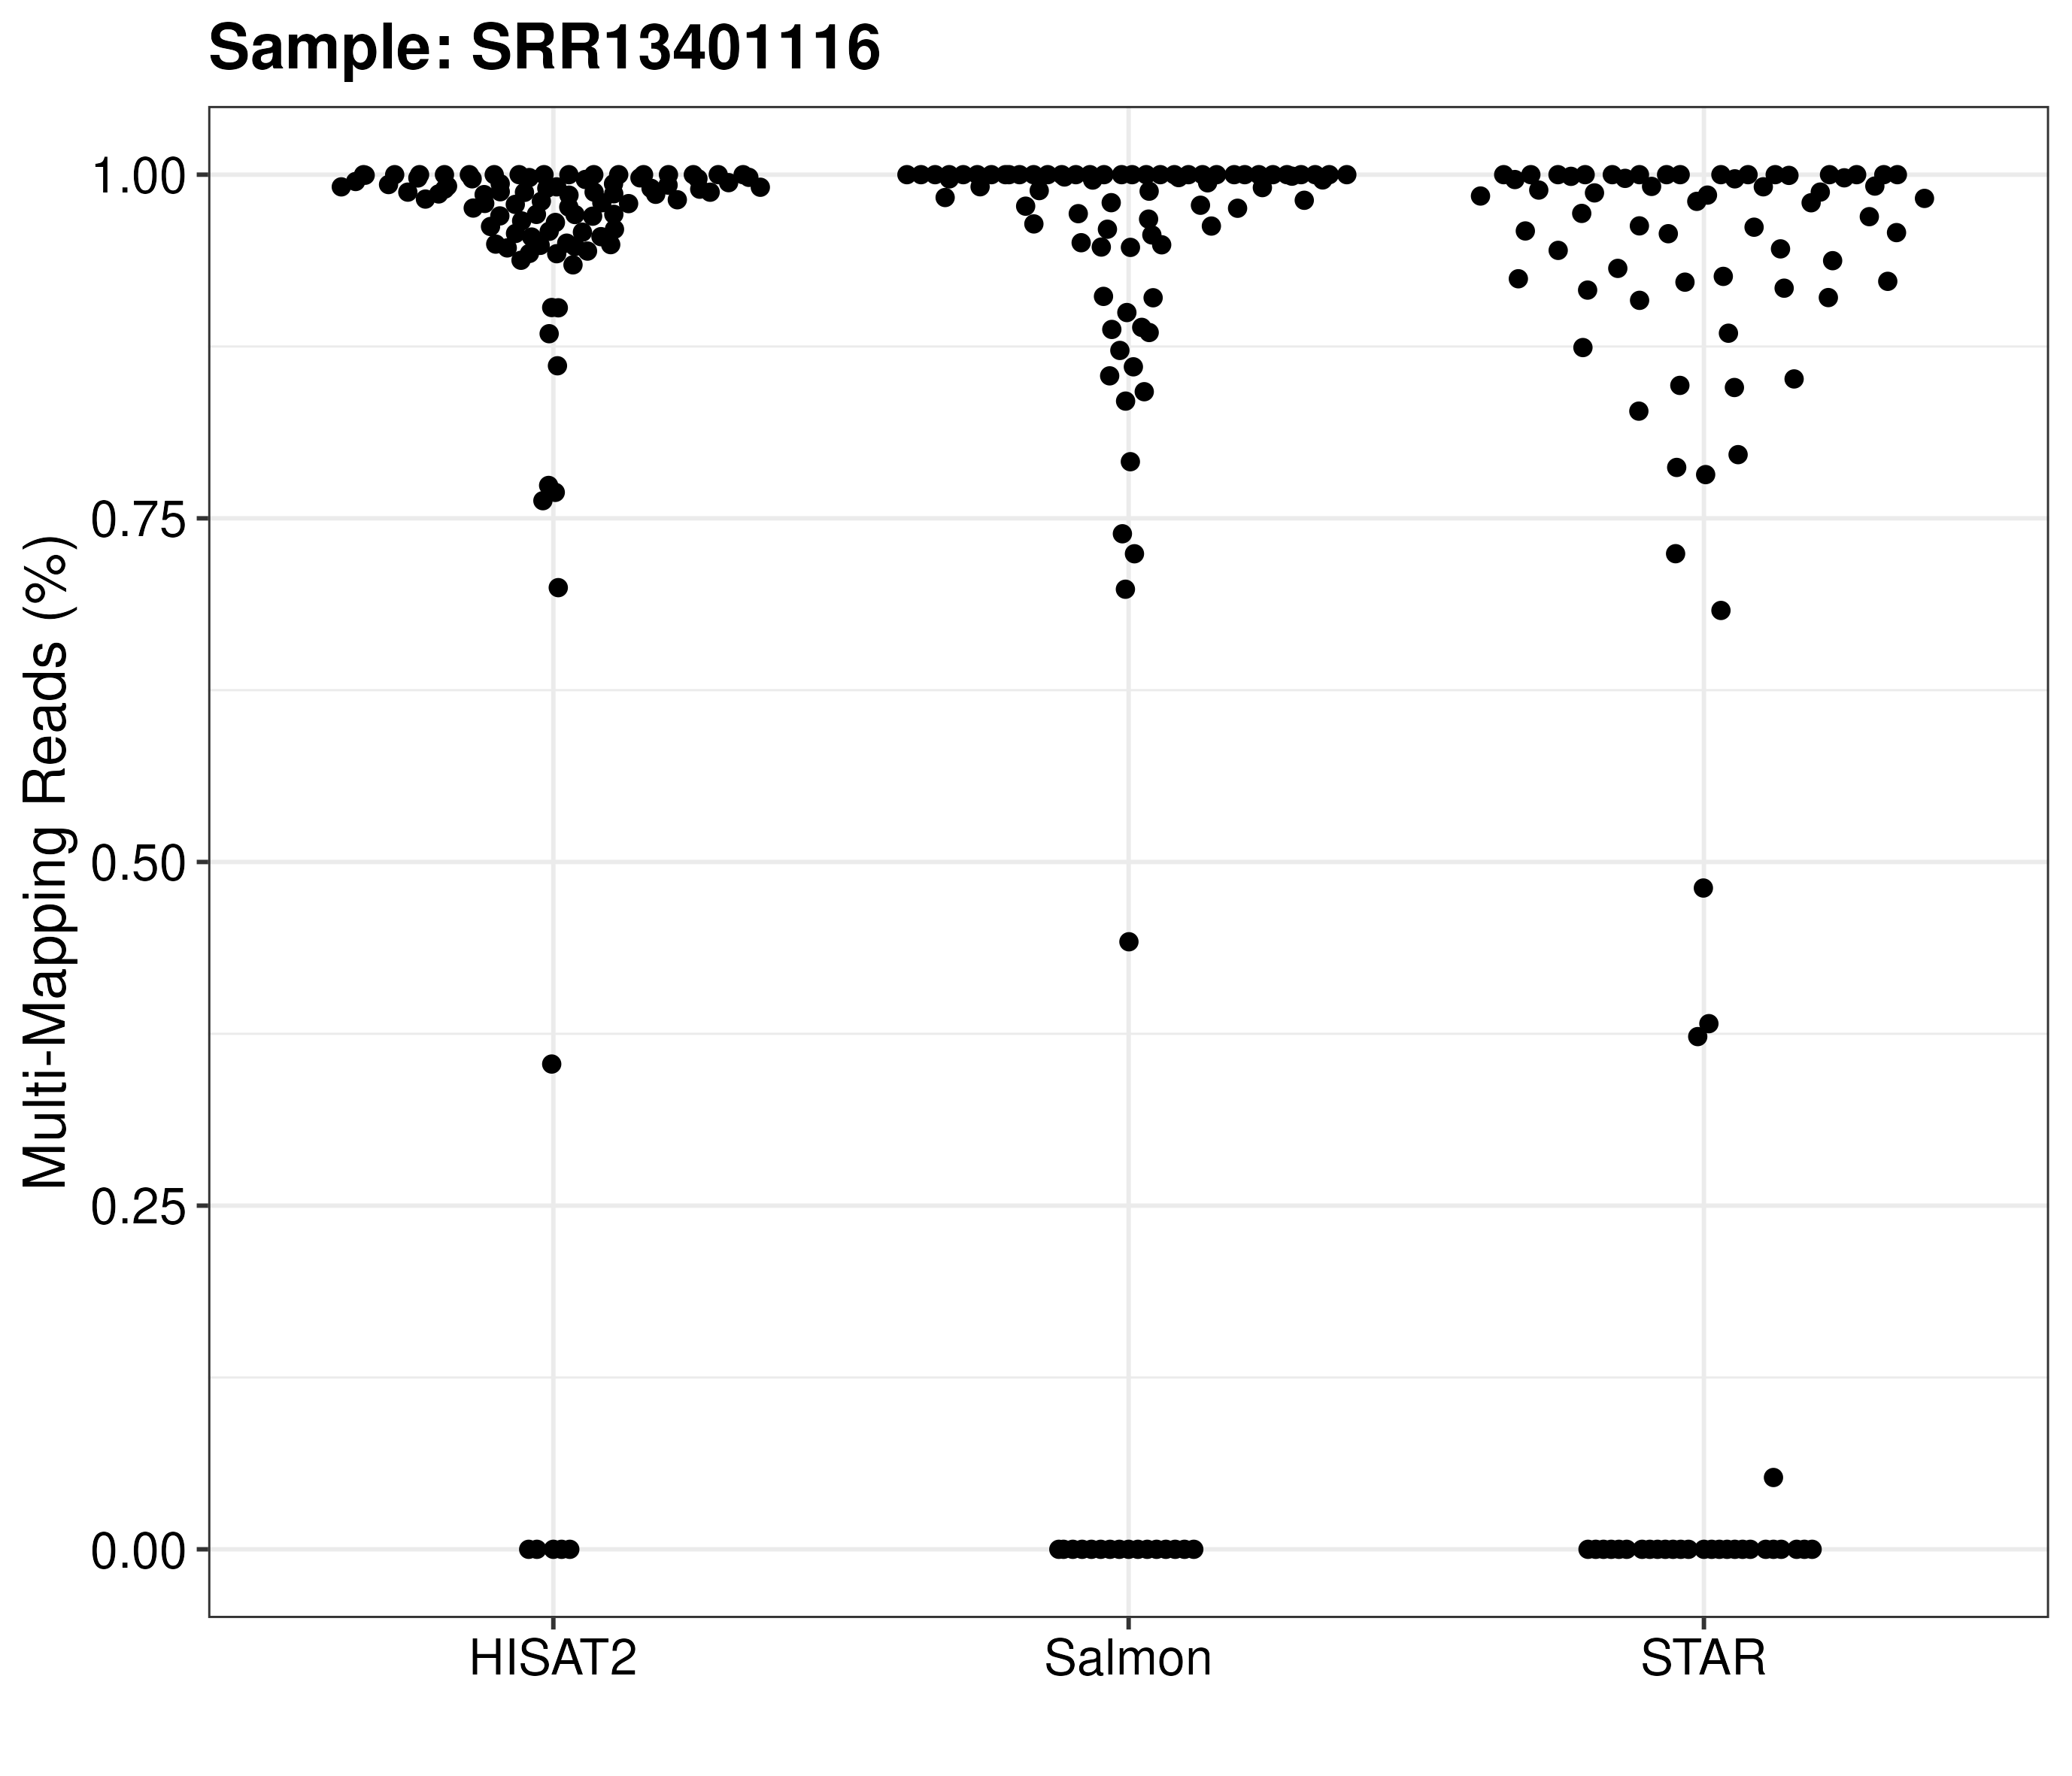 Sample: SRR13401116
Multi-Mapping Reads (%)
1.00
0.75
0.50
0.25
0.00
HISAT2
Salmon
STAR